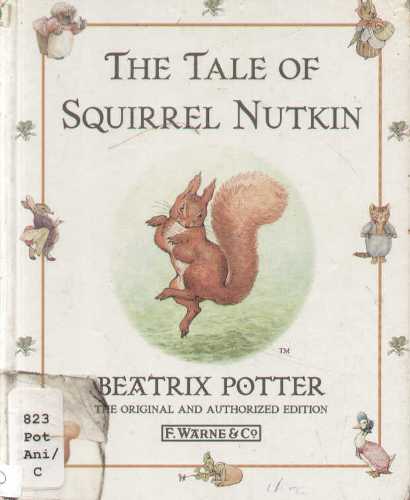 THE TALE OF
SQUIRREL NUTKIN
TM
BEATRIX POTTER
THE ORIGINAL AND AUTHORIZED EDITION
F. WARNE & Co
823
Pot
Ani/
C